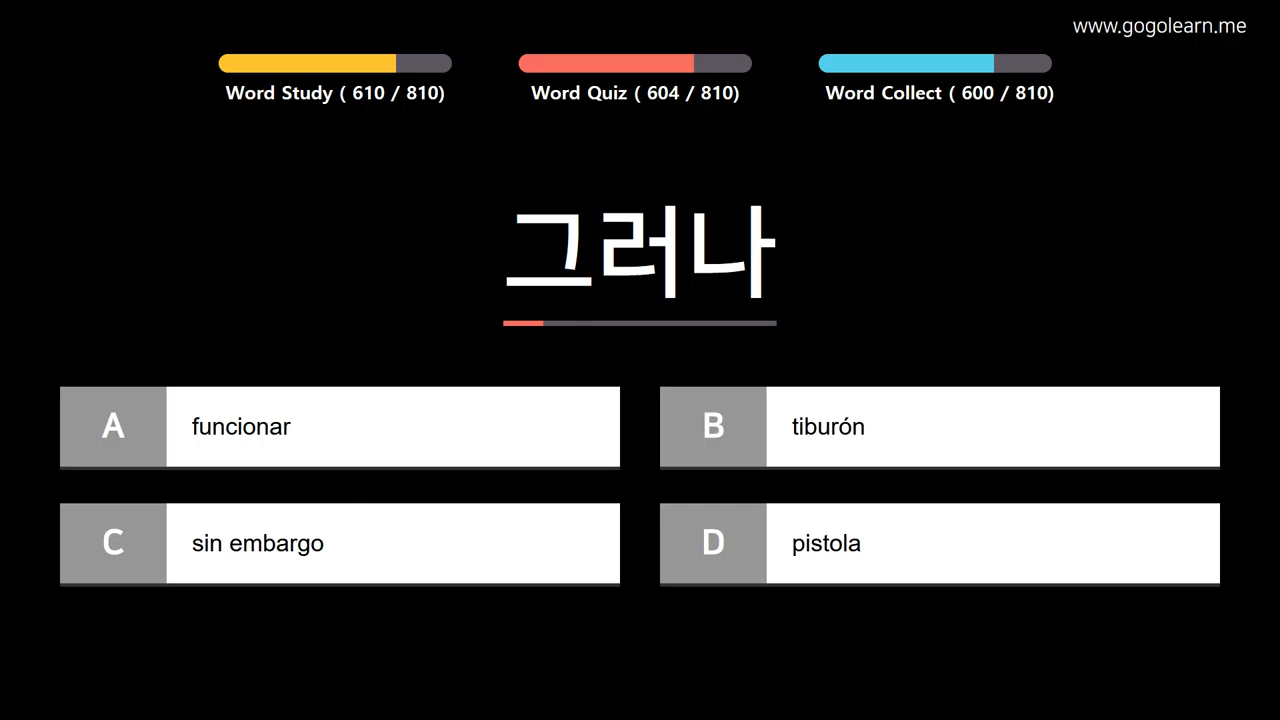 www.gogolearn.me
Word Study ( 610 / 810)
Word Quiz ( 604 / 810)
Word Collect ( 600 / 810)
그러나
A funcionar
B tiburón
C sin embargo
D pistola